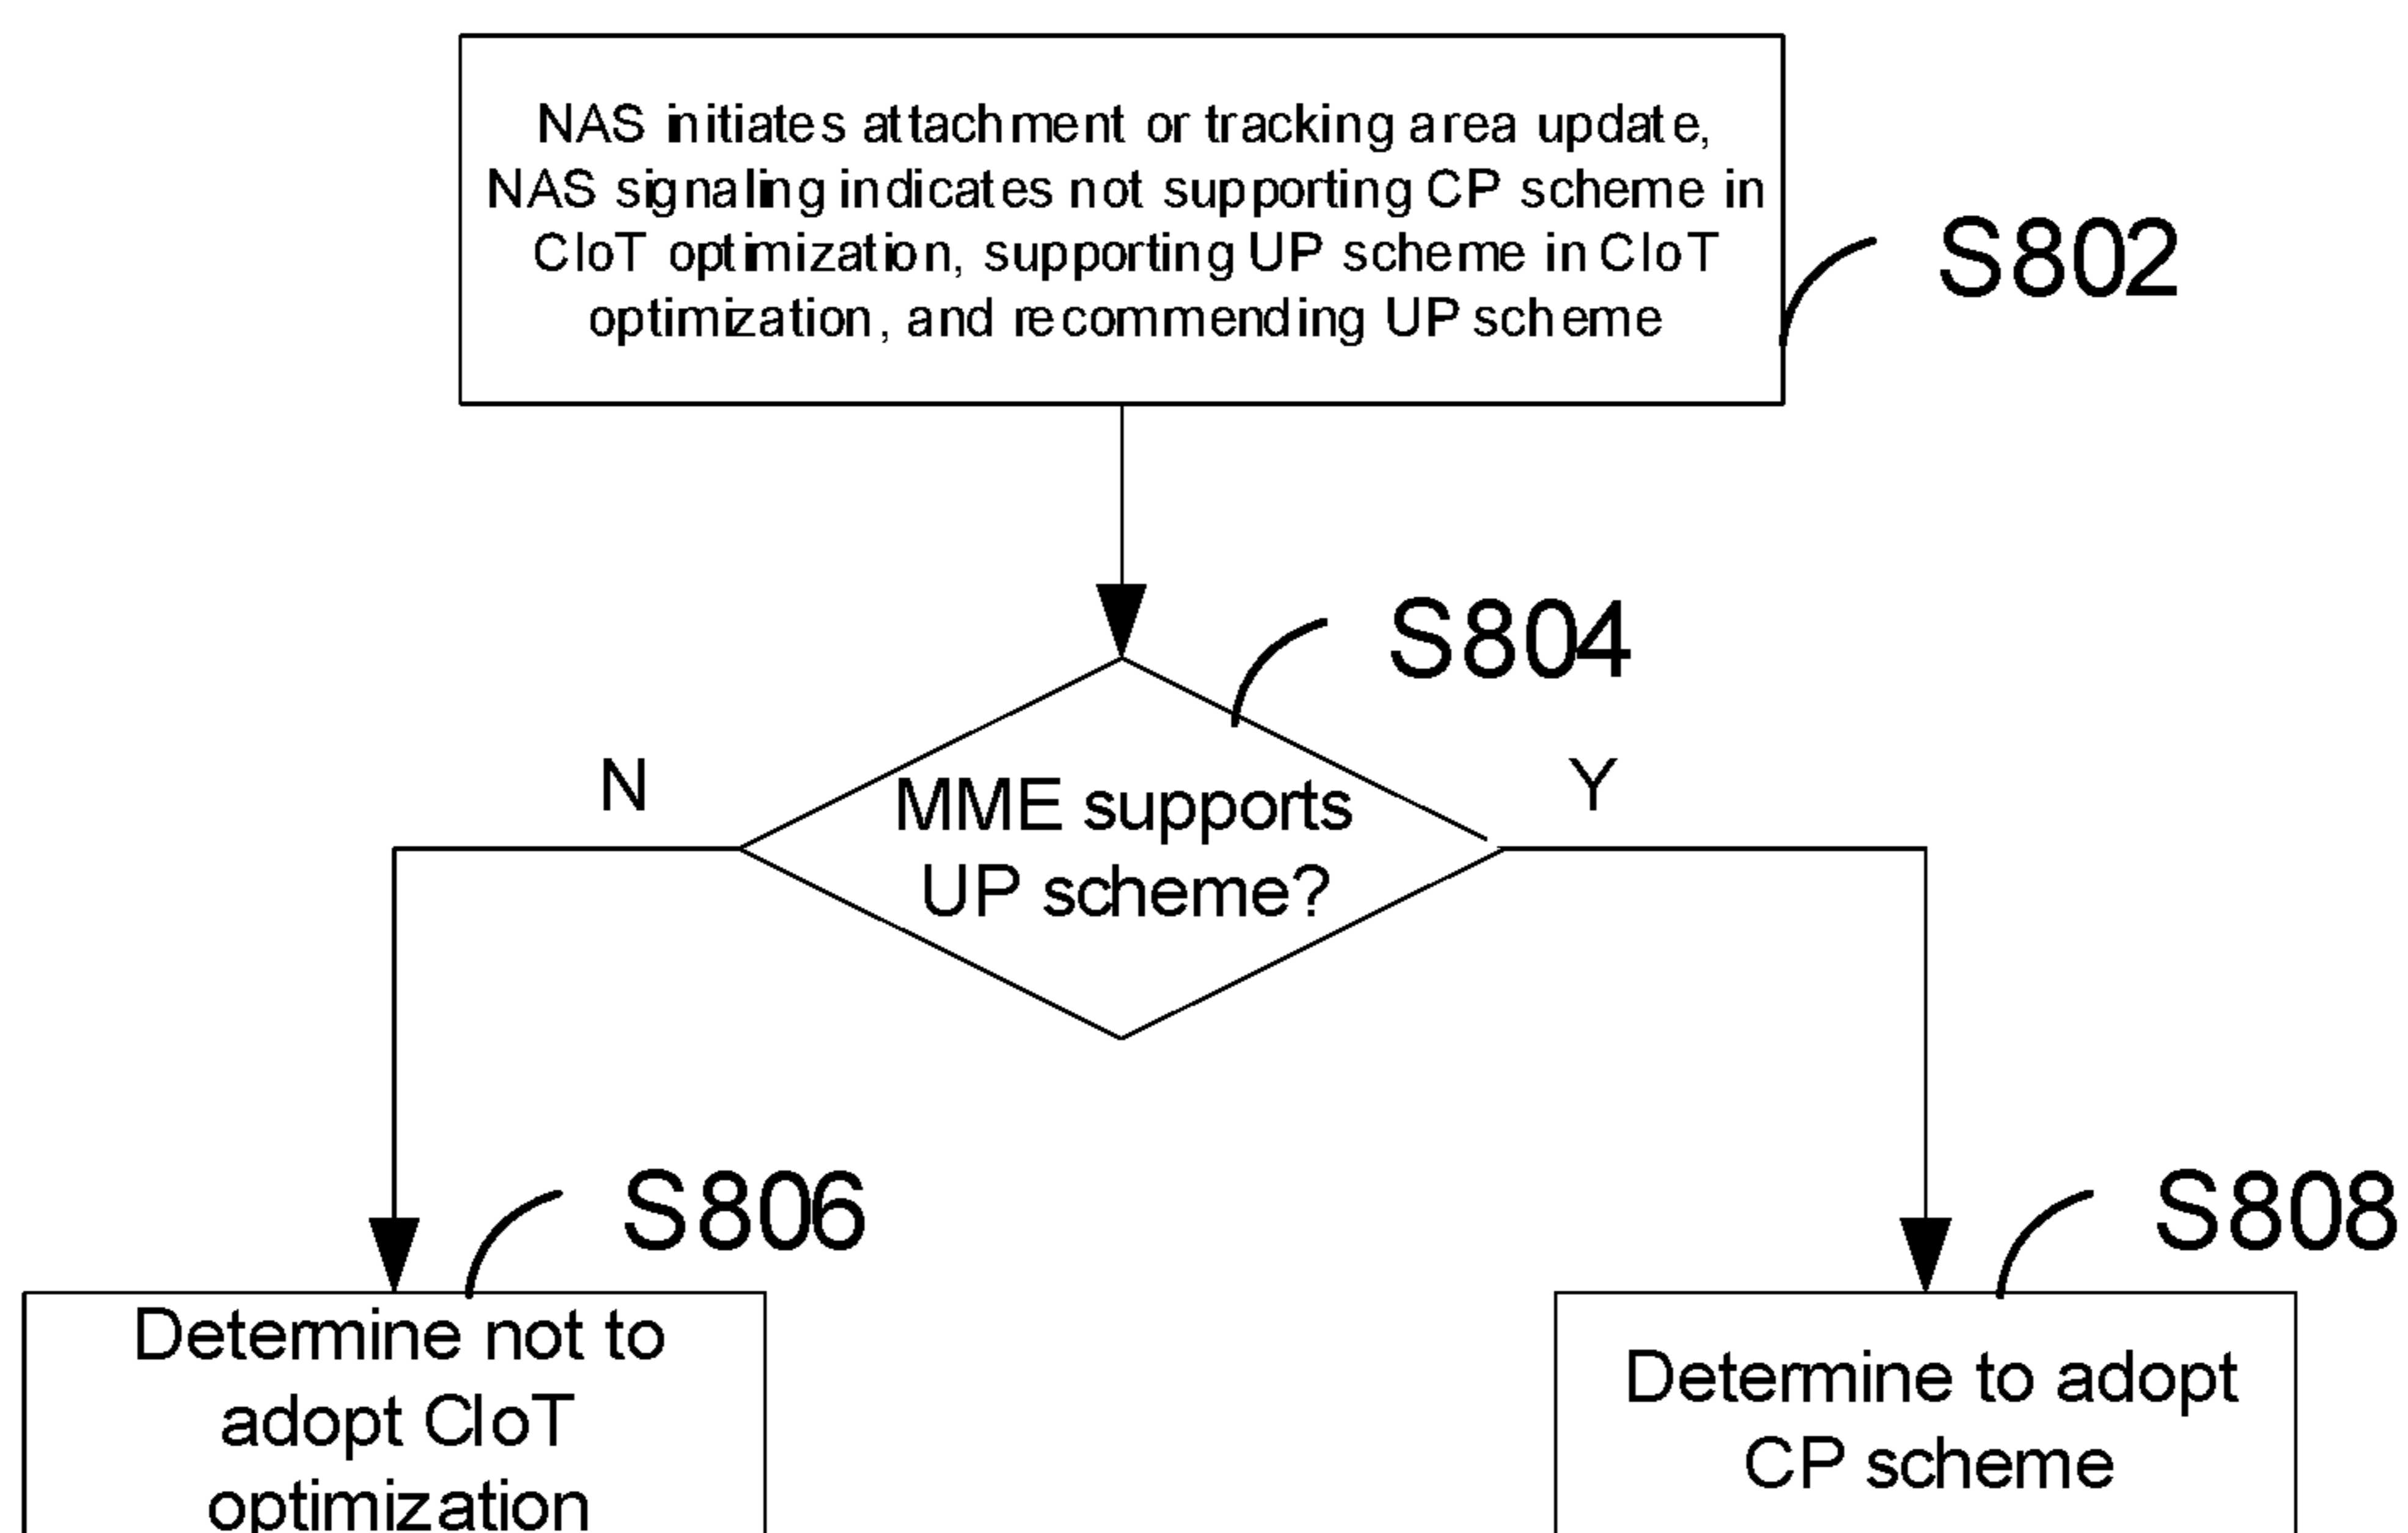 NAS initiates attachment or tracking area update,
NAS signaling indicates not supporting CP scheme in
CIoT optimization, supporting UP scheme in CIoT
optimization, and recommending UP scheme
S802
S804
N
Y
MME supports
UP scheme?
S806
S808
Determine not to
adopt CIoT
optimization
Determine to adopt
CP scheme